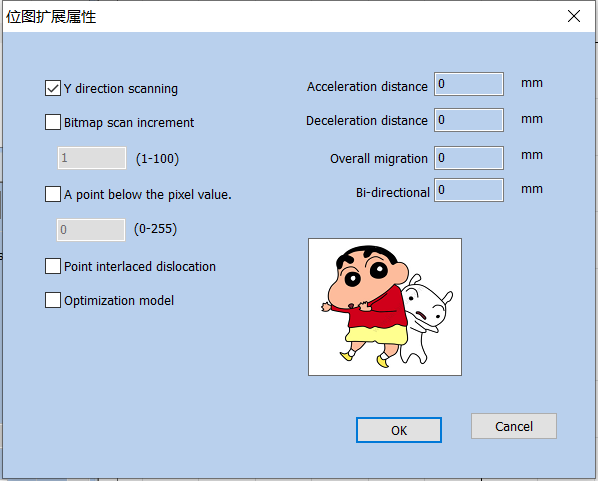 位图扩展属性
Y direction scanning
Bitmap scan increment
1 (1-100)
A point below the pixel value.
0 (0-255)
Point interlaced dislocation
Optimization model
Acceleration distance 0 mm
Deceleration distance 0 mm
Overall migration 0 mm
Bi-directional 0 mm
OK
Cancel